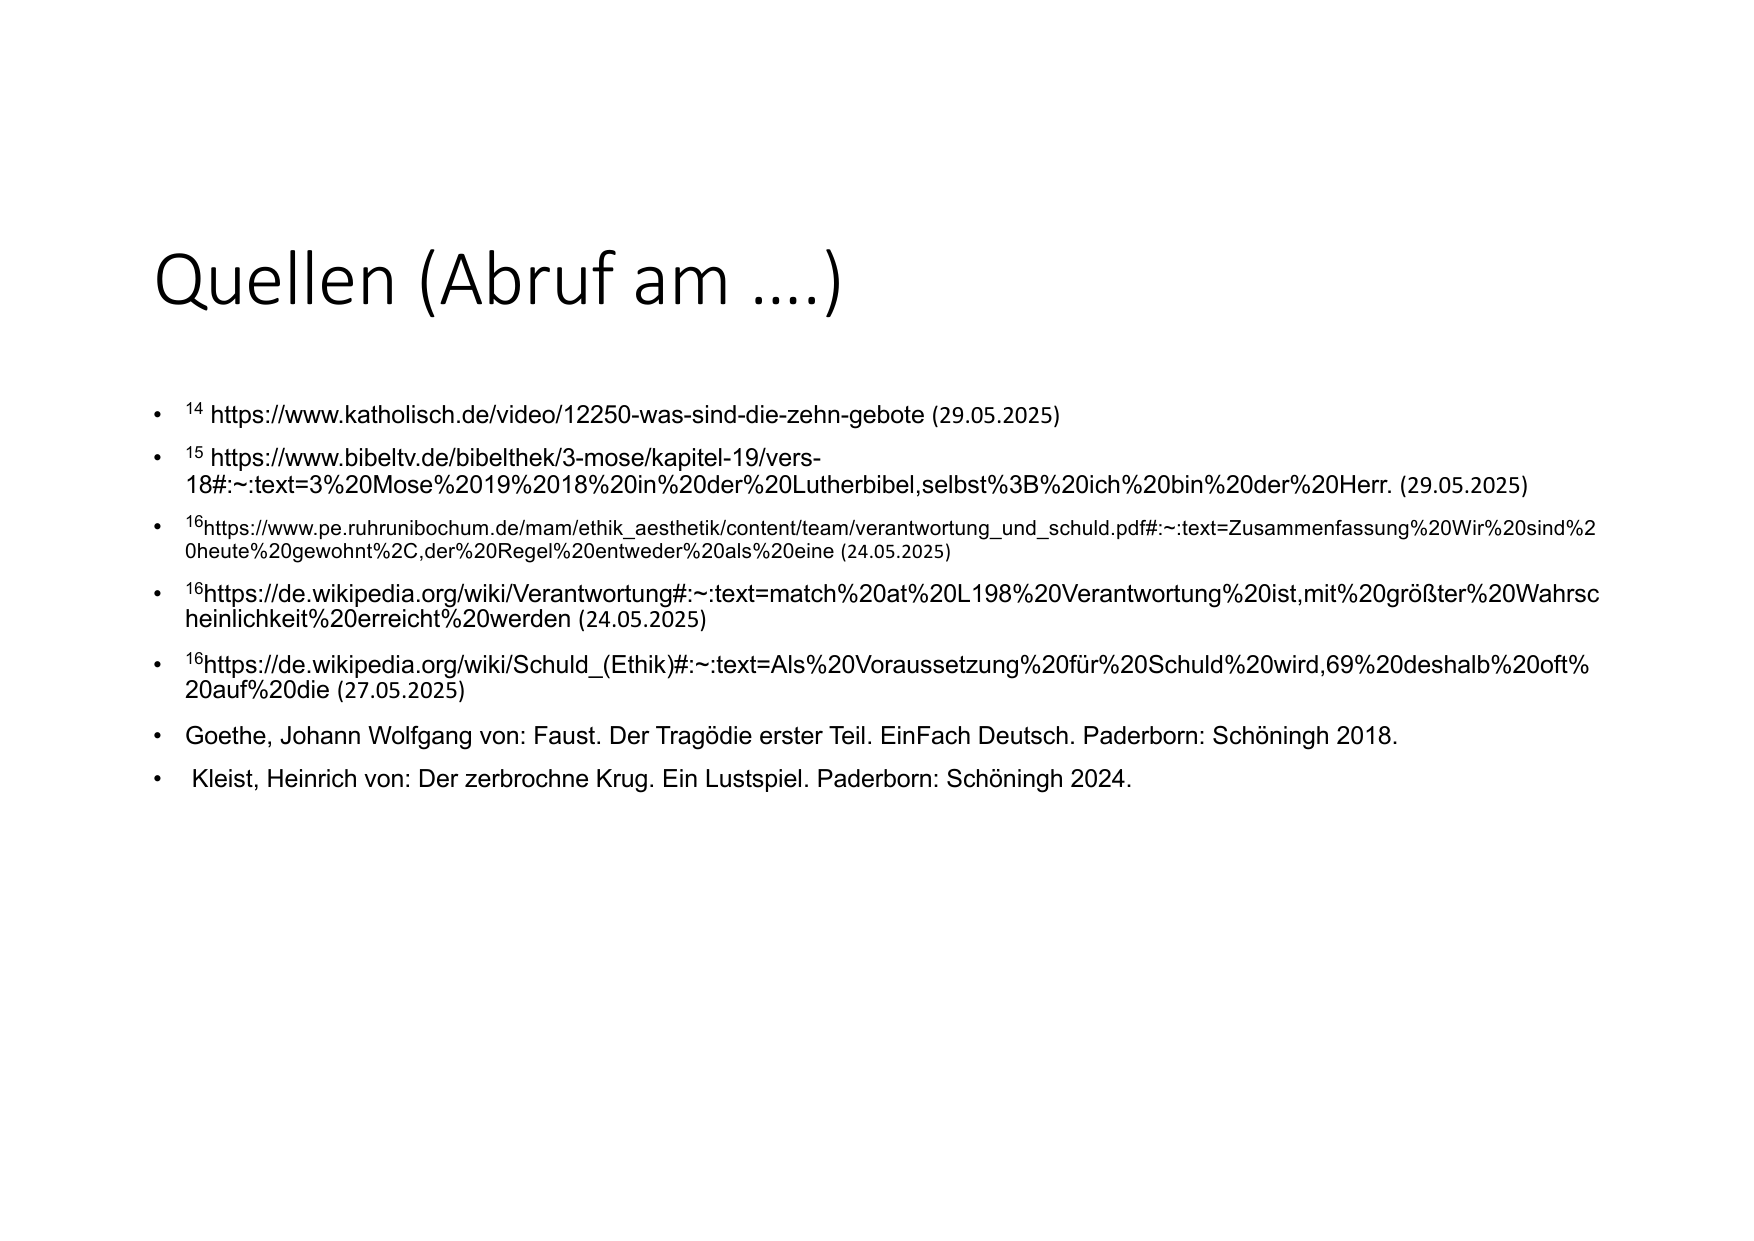 Quellen (Abruf am ….)
• 14 https://www.katholisch.de/video/12250-was-sind-die-zehn-gebote (29.05.2025)
• 15 https://www.bibeltv.de/bibelthek/3-mose/kapitel-19/vers-
18#:~:text=3%20Mose%2019%2018%20in%20der%20Lutherbibel,selbst%3B%20ich%20bin%20der%20Herr. (29.05.2025)
• 16https://www.pe.ruhrunibochum.de/mam/ethik_aesthetik/content/team/verantwortung_und_schuld.pdf#:~:text=Zusammenfassung%20Wir%20sind%2
0heute%20gewohnt%2C,der%20Regel%20entweder%20als%20eine (24.05.2025)
• 16https://de.wikipedia.org/wiki/Verantwortung#:~:text=match%20at%20L198%20Verantwortung%20ist,mit%20größter%20Wahrsc
heinlichkeit%20erreicht%20werden (24.05.2025)
• 16https://de.wikipedia.org/wiki/Schuld_(Ethik)#:~:text=Als%20Voraussetzung%20für%20Schuld%20wird,69%20deshalb%20oft%
20auf%20die (27.05.2025)
• Goethe, Johann Wolfgang von: Faust. Der Tragödie erster Teil. EinFach Deutsch. Paderborn: Schöningh 2018.
• Kleist, Heinrich von: Der zerbrochne Krug. Ein Lustspiel. Paderborn: Schöningh 2024.